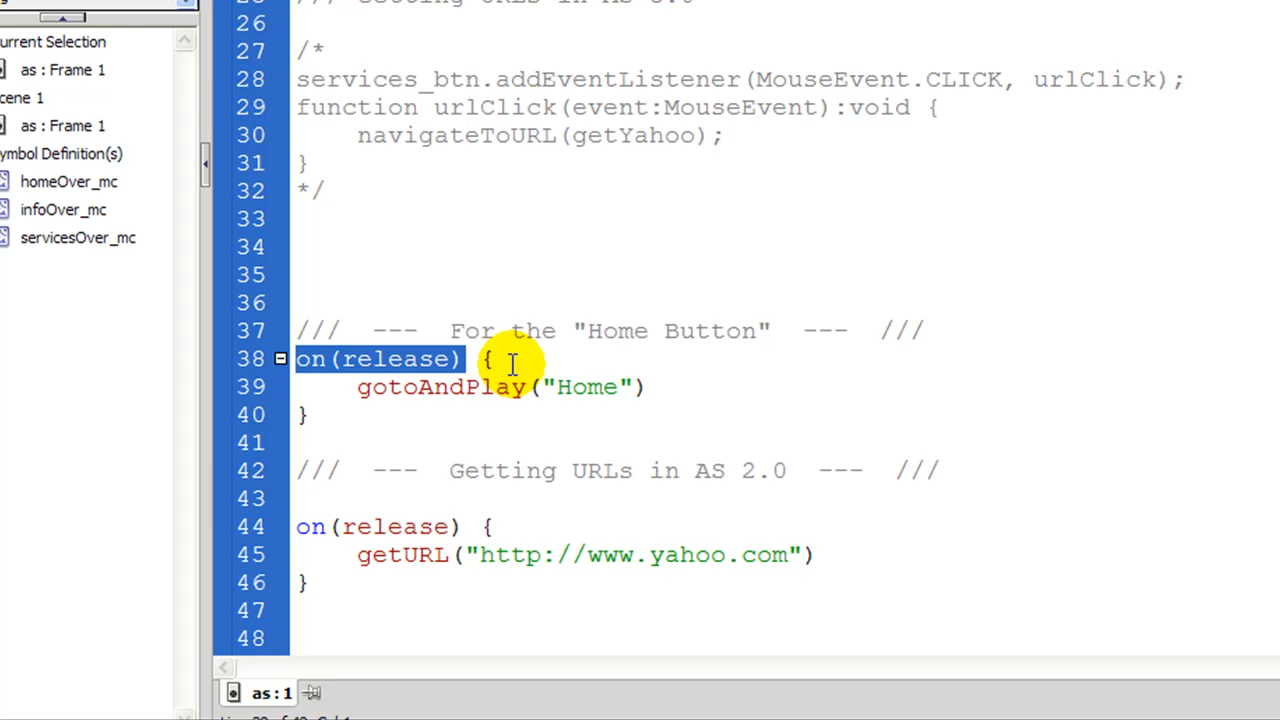 urrent Selection
as : Frame 1
cene 1
as : Frame 1
ymbol Definition(s)
homeOver_mc
infoOver_mc
servicesOver_mc
26
27 /*
28 services_btn.addEventListener(MouseEvent.CLICK, urlClick);
29 function urlClick(event:MouseEvent):void {
30 navigateToURL(getYahoo);
31 }
32 */
33
34
35
36
37 /// --- For the "Home Button" --- ///
38 on(release) {
39 gotoAndPlay("Home")
40 }
41
42 /// --- Getting URLs in AS 2.0 --- ///
43
44 on(release) {
45 getURL("http://www.yahoo.com")
46 }
47
48
as:1